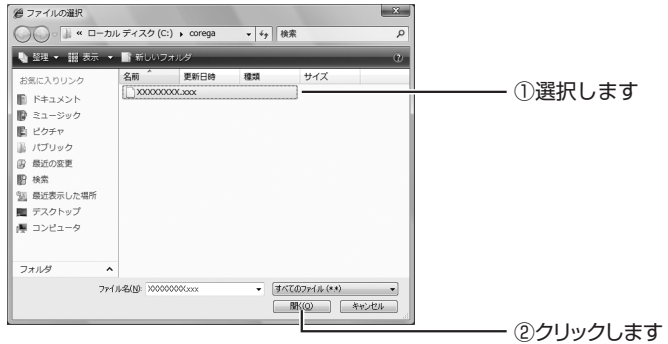 ファイルの選択
« ローカル ディスク (C:) ▸ corega
検索
整理 表示 新しいフォルダ
お気に入りリンク
ドキュメント
ミュージック
ピクチャ
パブリック
最近の変更
検索
最近表示した場所
デスクトップ
コンピュータ
フォルダ
名前 更新日時 種類 サイズ
XXXXXXXX.xxx
①選択します
ファイル名(N): XXXXXXXX.xxx
すべてのファイル (*.*)
開く(O) キャンセル
②クリックします